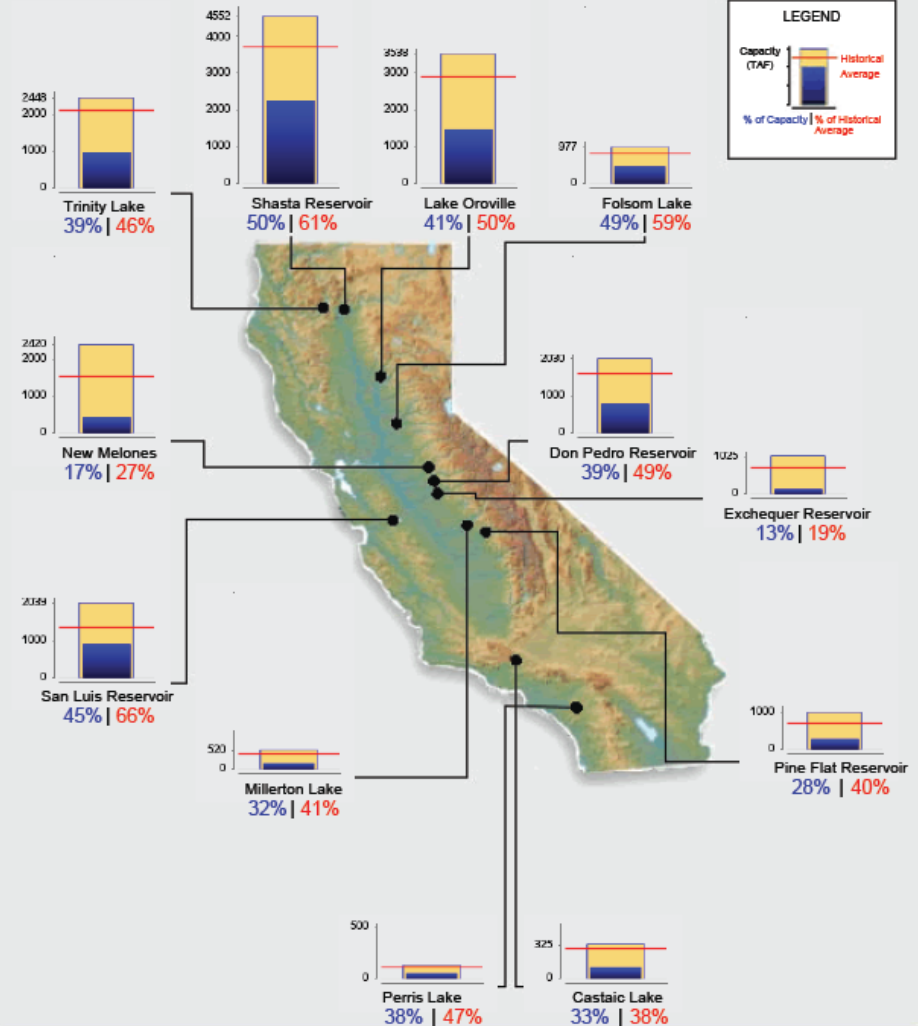 4552
4000
3000
2000
1000
0
Shasta Reservoir
50% | 61%
3538
3000
2000
1000
0
Lake Oroville
41% | 50%
977
0
Folsom Lake
49% | 59%
LEGEND
Capacity
(TAF)
Historical
Average
% of Capacity | % of Historical
Average
2448
2000
1000
0
Trinity Lake
39% | 46%
2420
2000
1000
0
New Melones
17% | 27%
2030
1000
0
Don Pedro Reservoir
39% | 49%
1025
0
Exchequer Reservoir
13% | 19%
2039
1000
0
San Luis Reservoir
45% | 66%
520
0
Millerton Lake
32% | 41%
1000
0
Pine Flat Reservoir
28% | 40%
500
0
Perris Lake
38% | 47%
325
0
Castaic Lake
33% | 38%